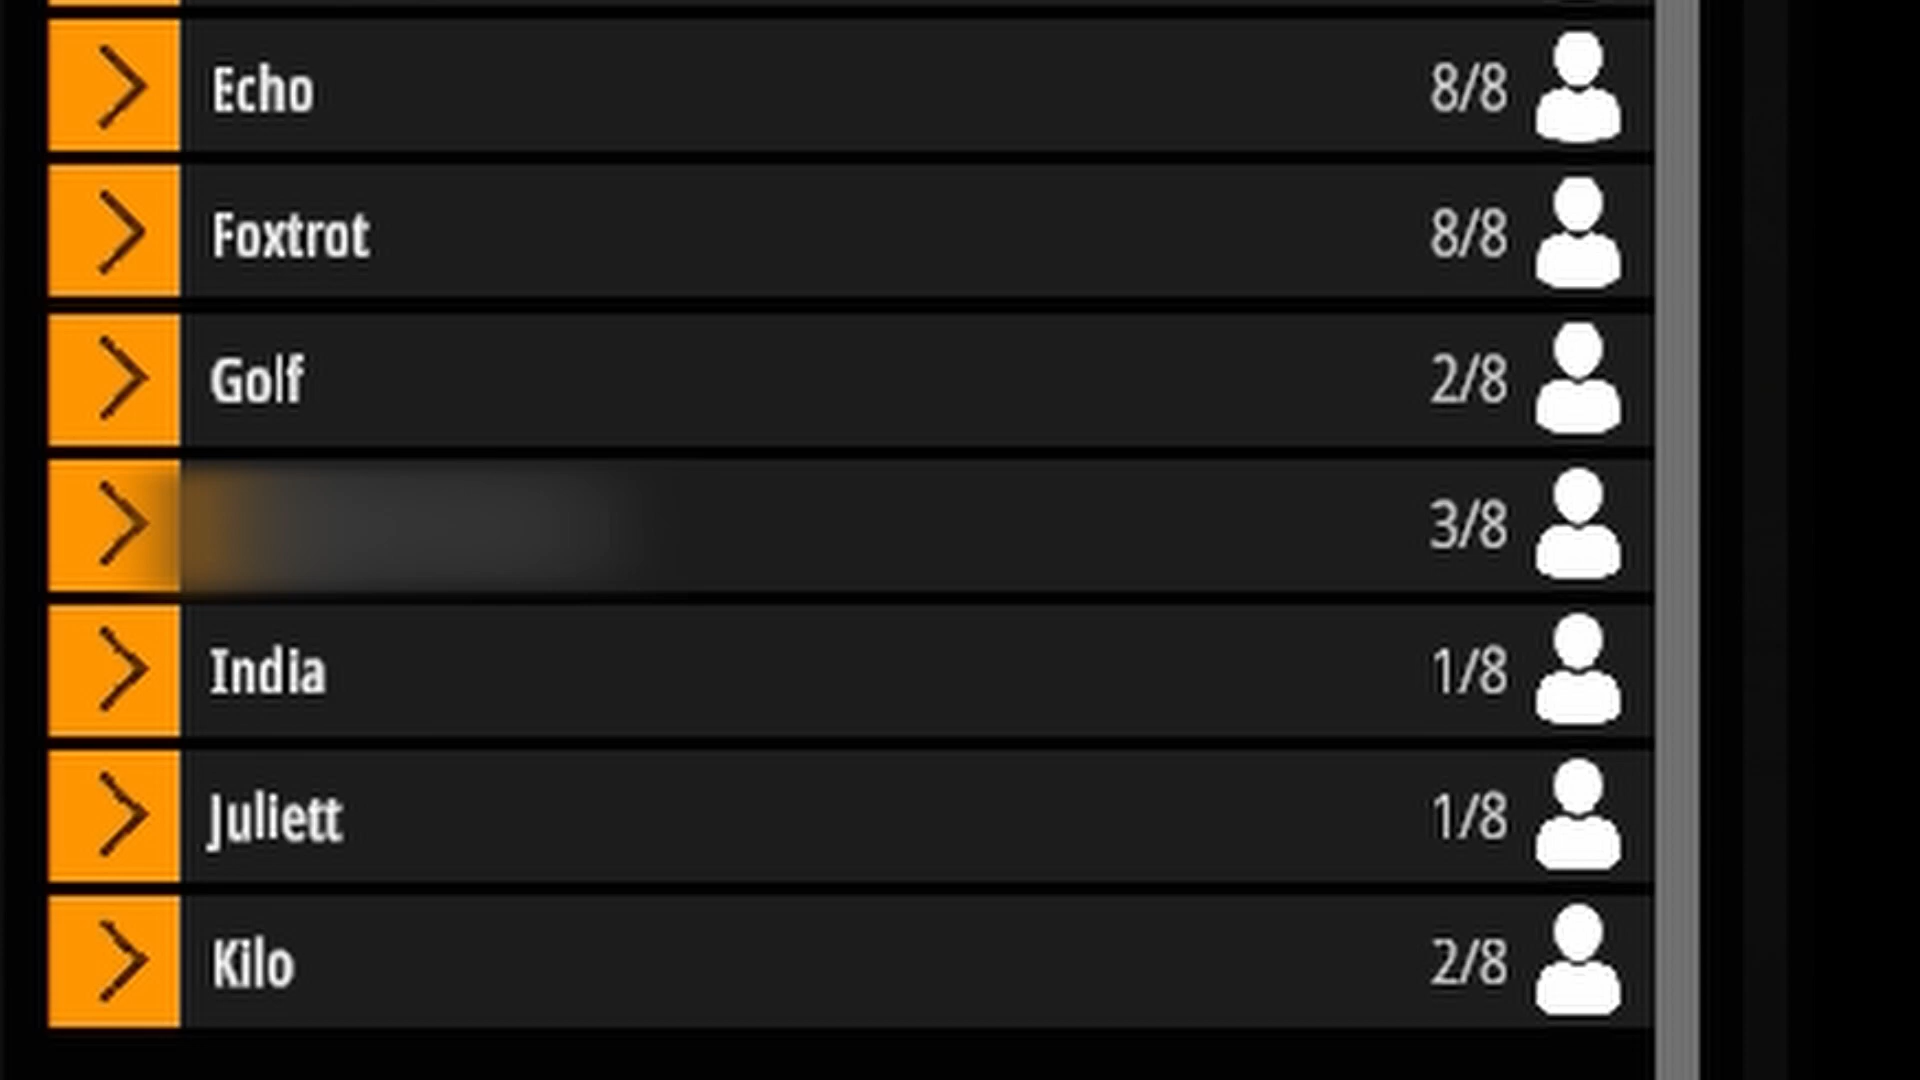 Echo 8/8
Foxtrot 8/8
Golf 2/8
3/8
India 1/8
Juliett 1/8
Kilo 2/8